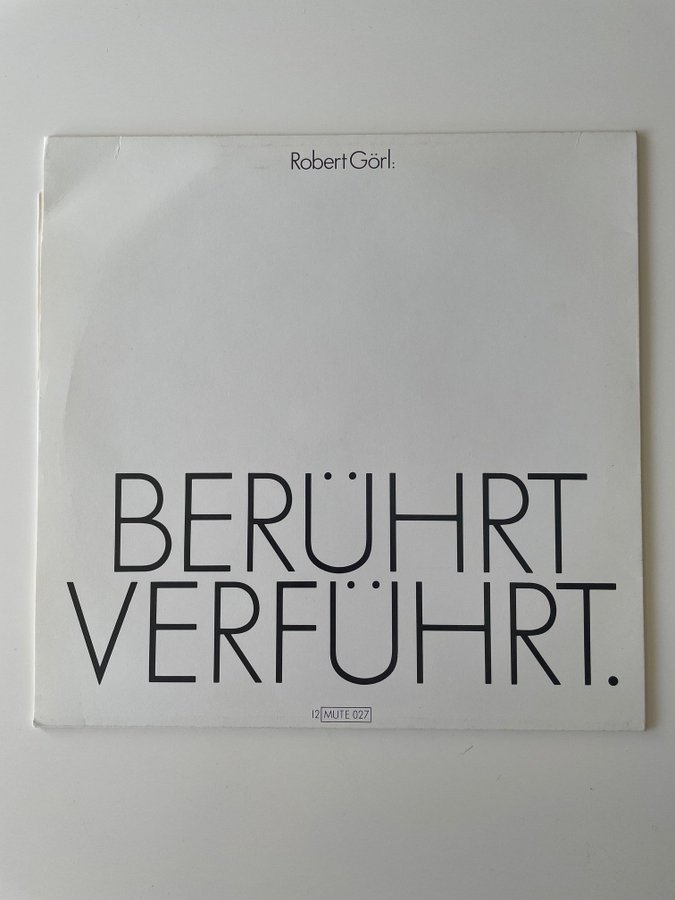 Robert Görl:
BERÜHRT
VERFÜHRT.
12 MUTE 027